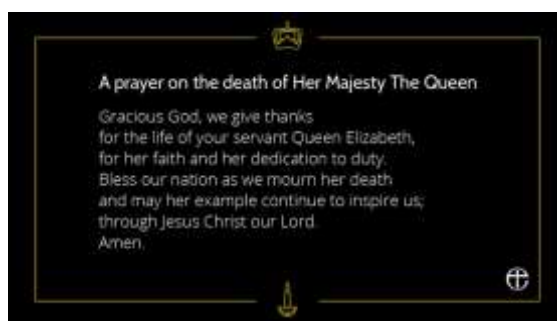 A prayer on the death of Her Majesty The Queen
Gracious God, we give thanks
for the life of your servant Queen Elizabeth,
for her faith and her dedication to duty.
Bless our nation as we mourn her death
and may her example continue to inspire us;
through Jesus Christ our Lord.
Amen.